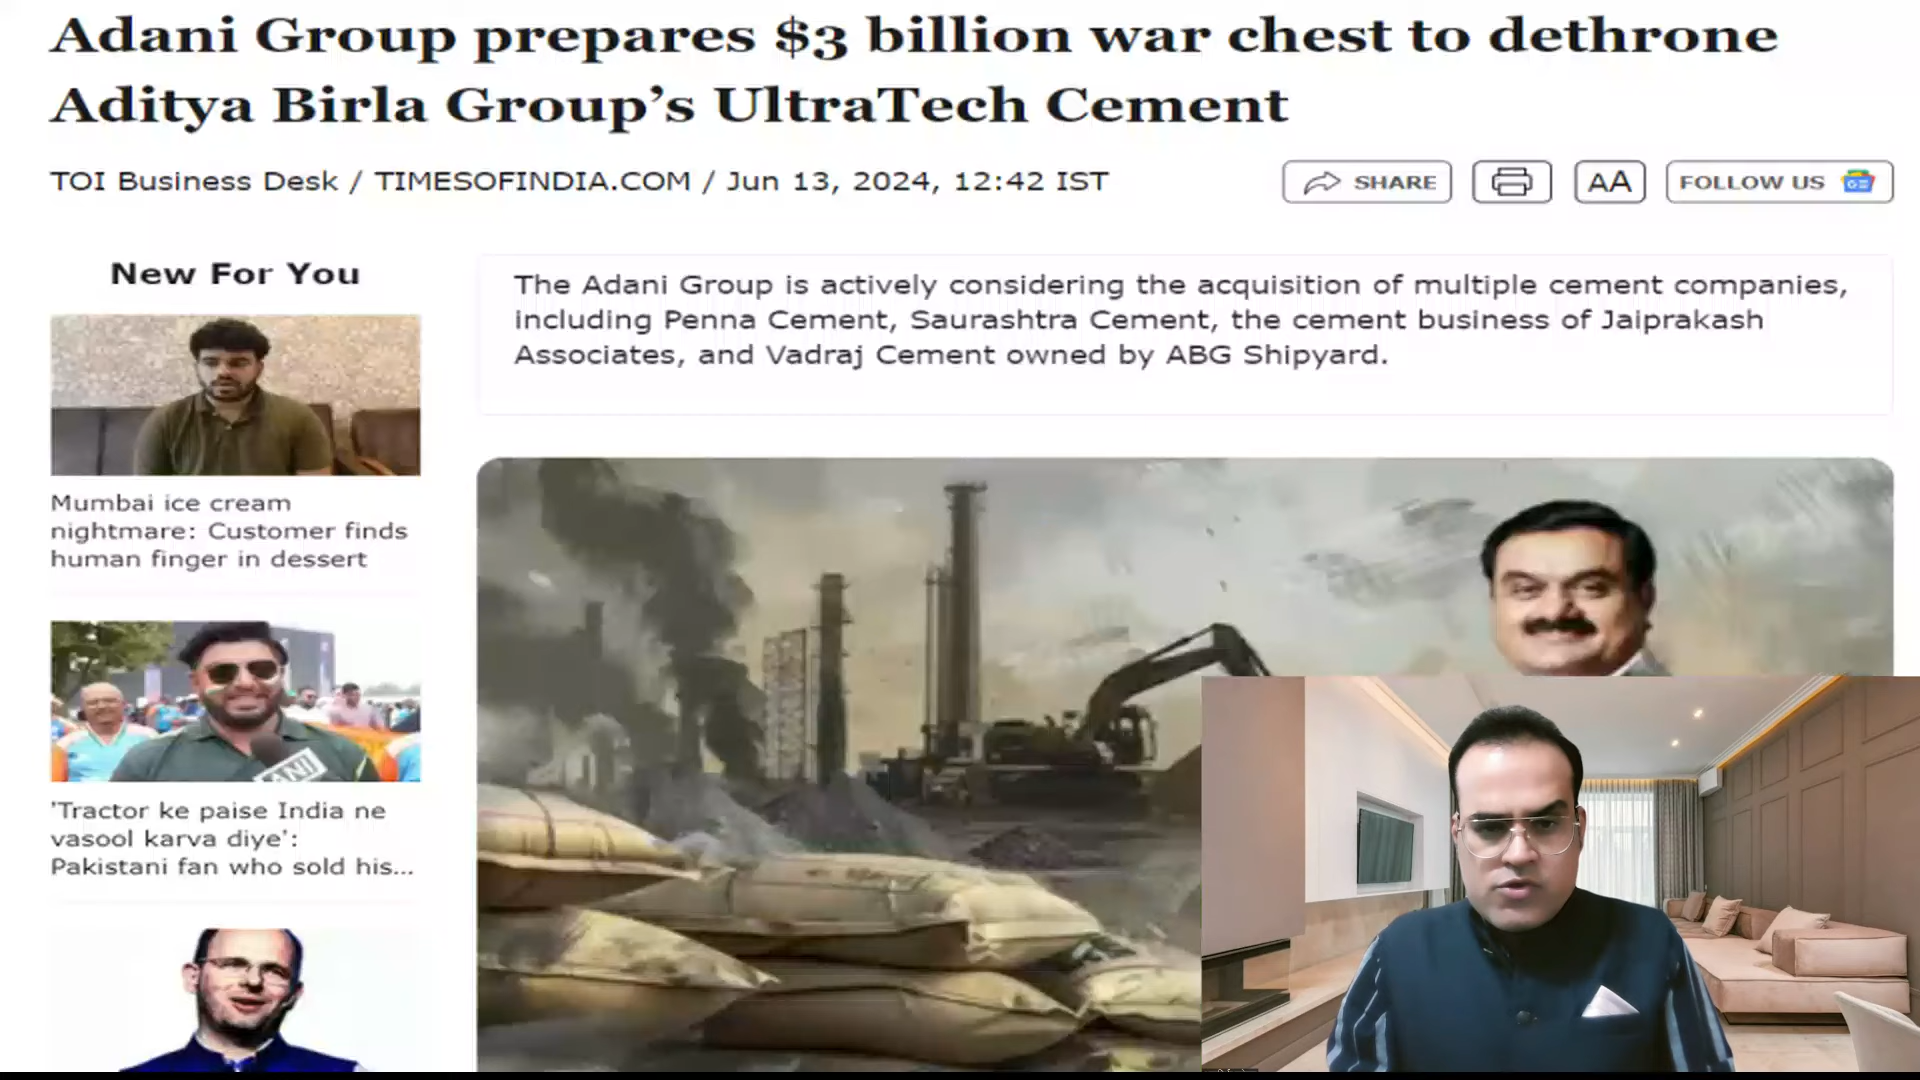 Adani Group prepares $3 billion war chest to dethrone
Aditya Birla Group’s UltraTech Cement
TOI Business Desk / TIMESOFINDIA.COM / Jun 13, 2024, 12:42 IST
SHARE
AA
FOLLOW US
New For You
Mumbai ice cream
nightmare: Customer finds
human finger in dessert
'Tractor ke paise India ne
vasool karva diye':
Pakistani fan who sold his...
The Adani Group is actively considering the acquisition of multiple cement companies,
including Penna Cement, Saurashtra Cement, the cement business of Jaiprakash
Associates, and Vadraj Cement owned by ABG Shipyard.
ANI